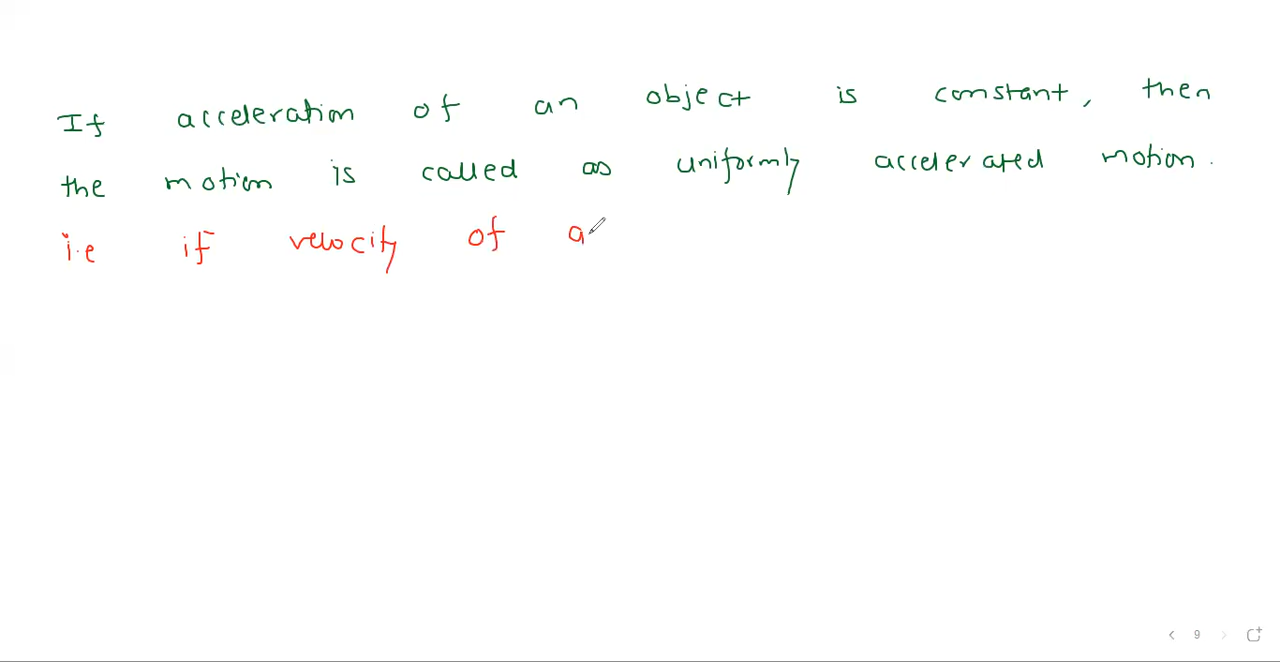 If acceleration of an object is constant, then
the motion is called as uniformly accelerated motion.
i.e if velocity of a
9